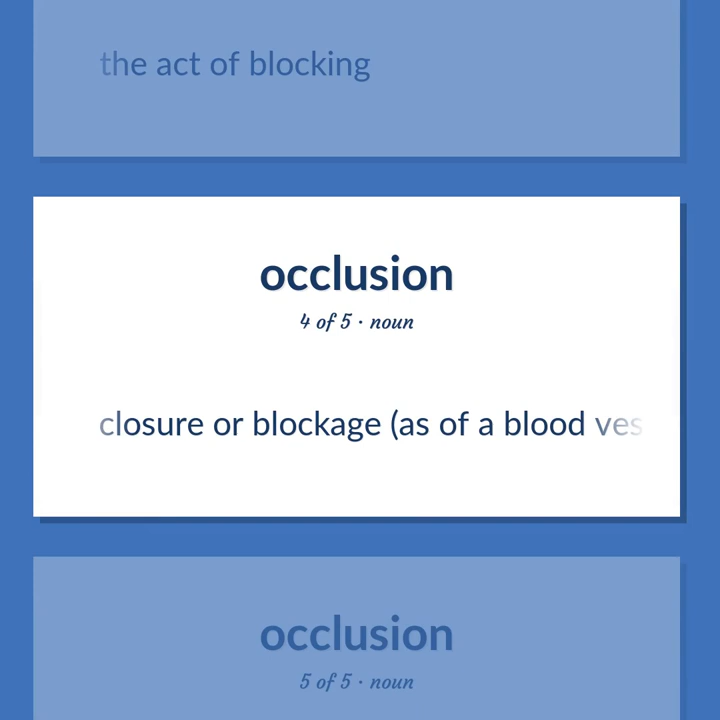 the act of blocking
occlusion
4 of 5 · noun
closure or blockage (as of a blood
occlusion
5 of 5 · noun